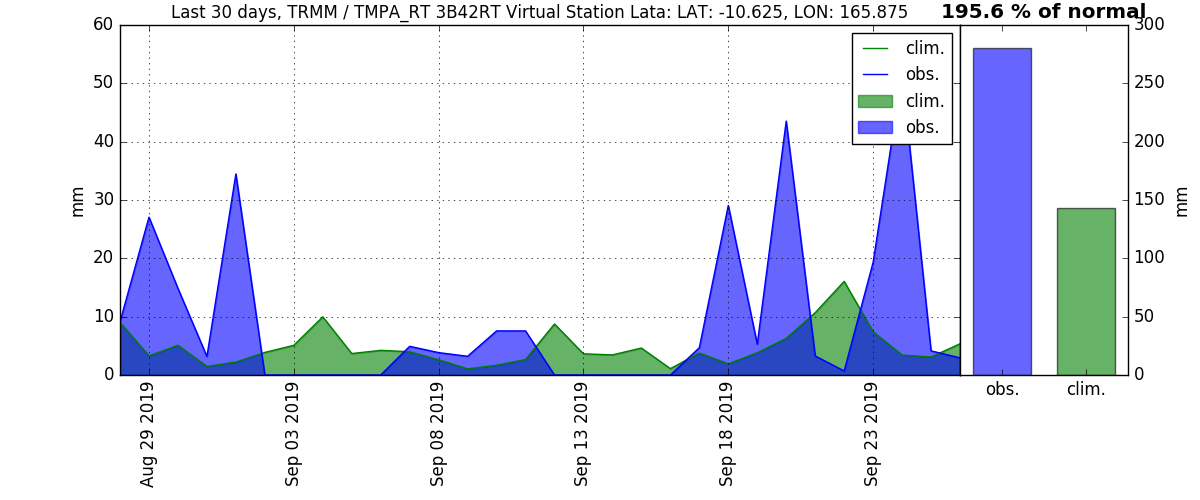 Last 30 days, TRMM / TMPA_RT 3B42RT Virtual Station Lata: LAT: -10.625, LON: 165.875
195.6 % of normal
60
50
40
30
20
10
0
mm
clim.
obs.
clim.
obs.
300
250
200
150
100
50
0
mm
Aug 29 2019
Sep 03 2019
Sep 08 2019
Sep 13 2019
Sep 18 2019
Sep 23 2019
obs.
clim.